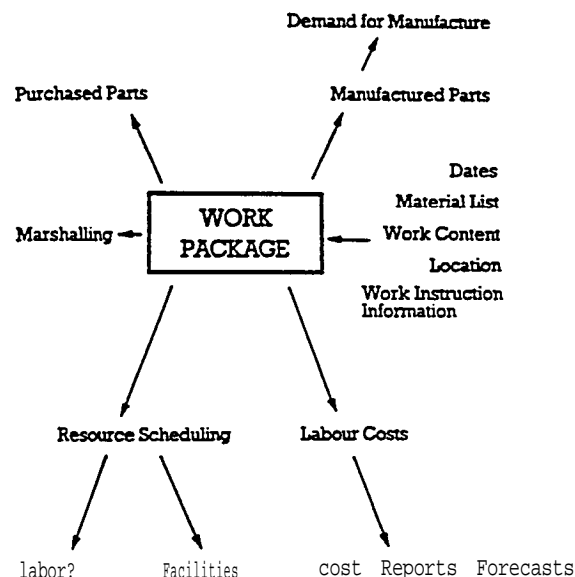 Demand for Manufacture
Purchased Parts
Manufactured Parts
Dates
Material List
WORK
PACKAGE
Marshalling
Work Content
Location
Work Instruction
Information
Resource Scheduling
Labour Costs
labor?
Facilities
cost Reports Forecasts